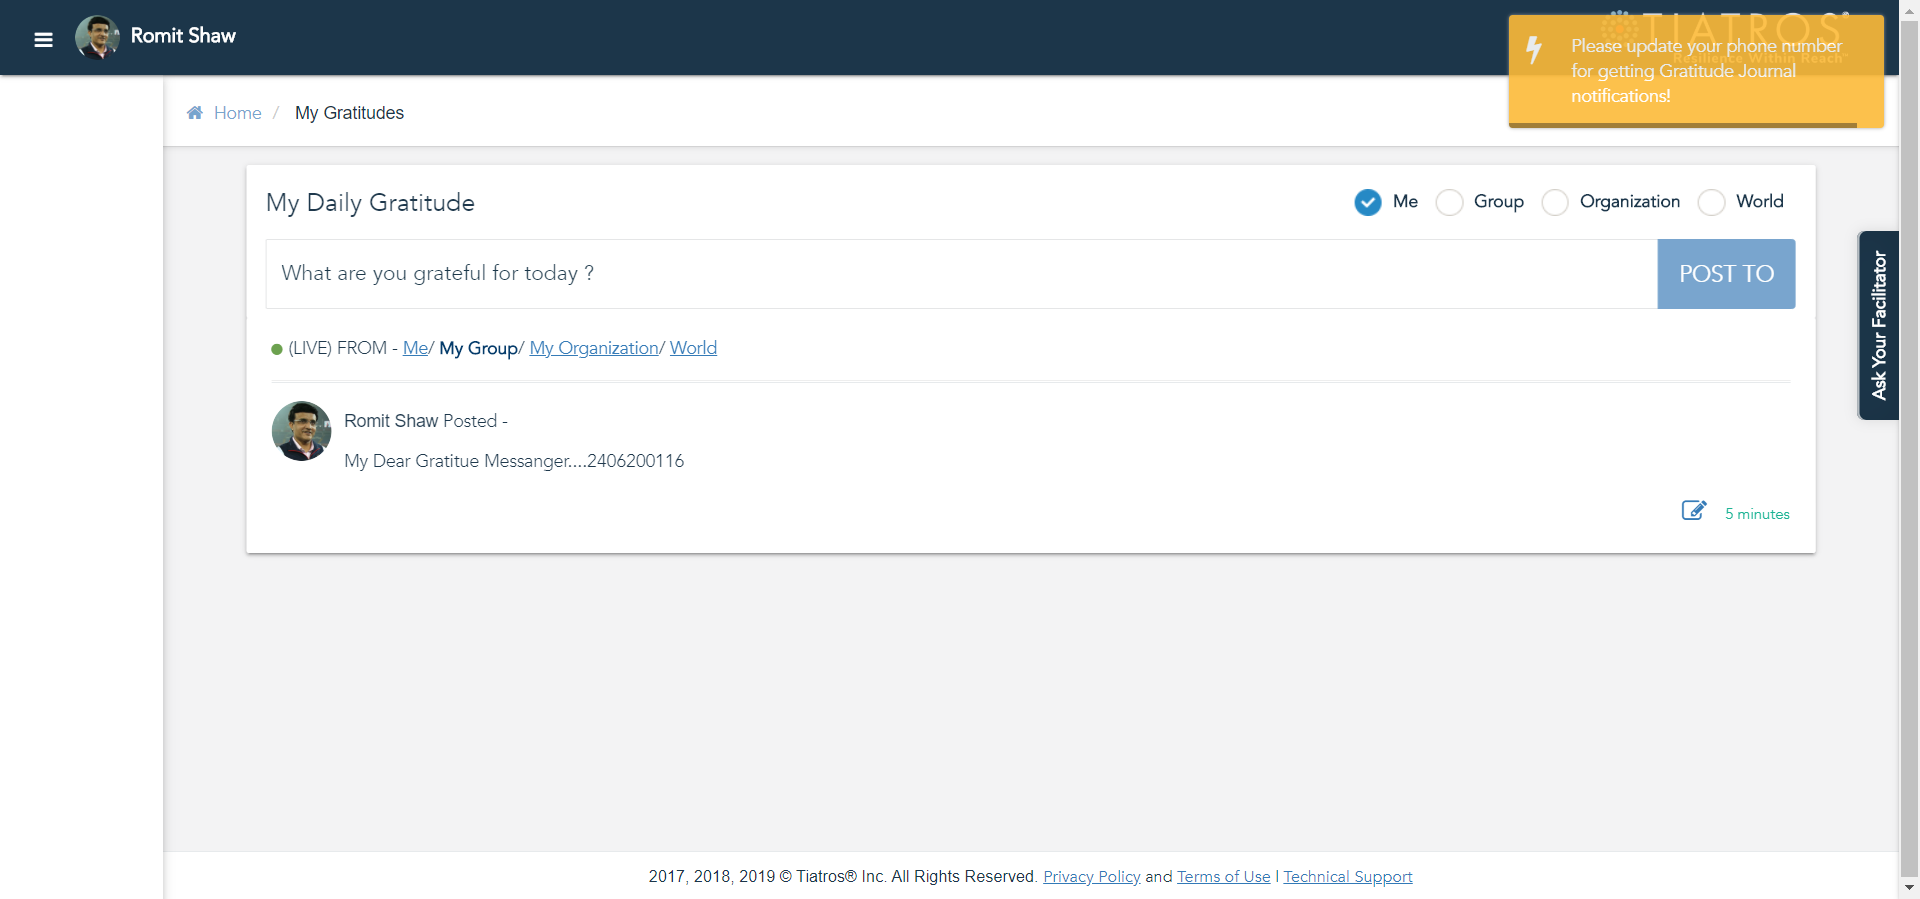 Romit Shaw
TIATROS®
Resilience Within Reach™
Please update your phone number
for getting Gratitude Journal
notifications!
Home / My Gratitudes
My Daily Gratitude
Me Group Organization World
What are you grateful for today ?
POST TO
Ask Your Facilitator
(LIVE) FROM - Me/ My Group/ My Organization/ World
Romit Shaw Posted -
My Dear Gratitue Messanger....2406200116
5 minutes
2017, 2018, 2019 © Tiatros® Inc. All Rights Reserved. Privacy Policy and Terms of Use | Technical Support